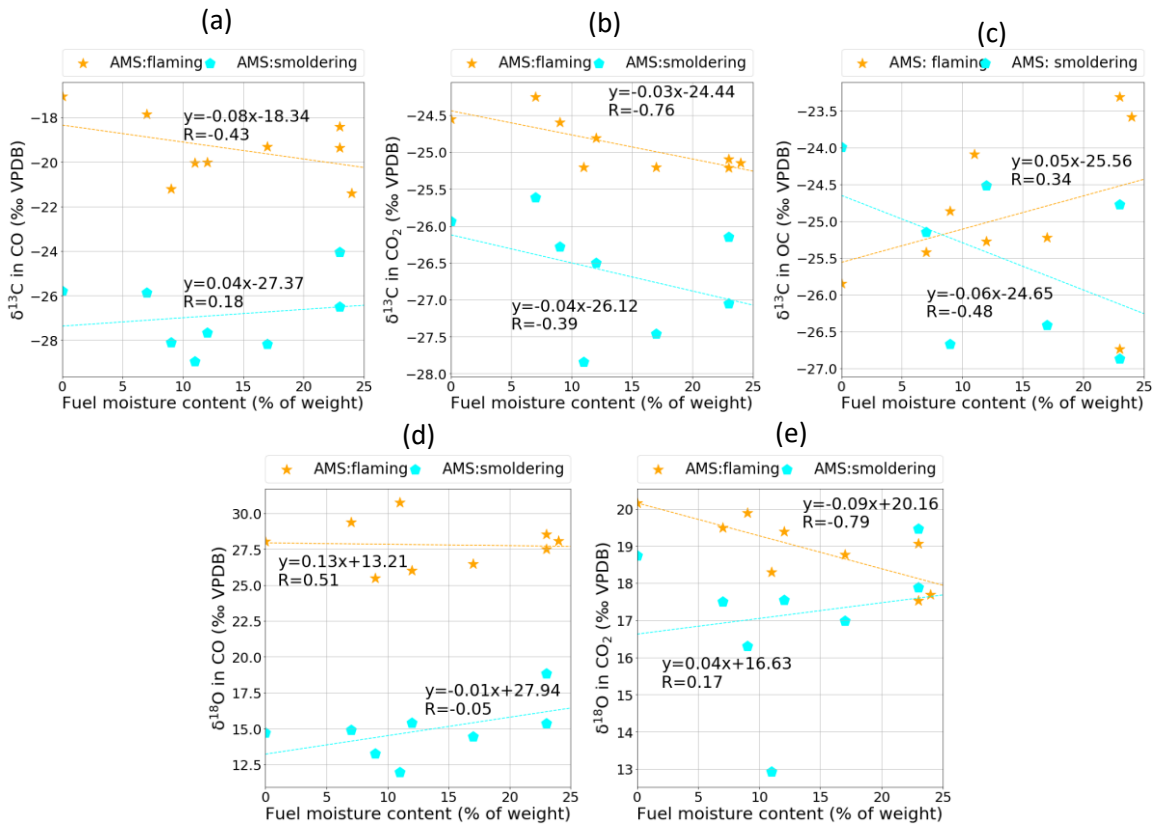 (a)
AMS:flaming AMS:smoldering
−18
−20
−22
−24
−26
−28
y=-0.08x-18.34
R=-0.43
y=0.04x-27.37
R=0.18
δ¹³C in CO (‰ VPDB)
0 5 10 15 20 25
Fuel moisture content (% of weight)
(b)
AMS:flaming AMS:smoldering
−24.5
−25.0
−25.5
−26.0
−26.5
−27.0
−27.5
−28.0
y=-0.03x-24.44
R=-0.76
y=-0.04x-26.12
R=-0.39
δ¹³C in CO₂ (‰ VPDB)
0 5 10 15 20 25
Fuel moisture content (% of weight)
(c)
AMS: flaming AMS: smoldering
−23.5
−24.0
−24.5
−25.0
−25.5
−26.0
−26.5
−27.0
y=0.05x-25.56
R=0.34
y=-0.06x-24.65
R=-0.48
δ¹³C in OC (‰ VPDB)
0 5 10 15 20 25
Fuel moisture content (% of weight)
(d)
AMS:flaming AMS:smoldering
30.0
27.5
25.0
22.5
20.0
17.5
15.0
12.5
y=0.13x+13.21
R=0.51
y=-0.01x+27.94
R=-0.05
δ¹⁸O in CO (‰ VPDB)
0 5 10 15 20 25
Fuel moisture content (% of weight)
(e)
AMS:flaming AMS:smoldering
20
19
18
17
16
15
14
13
y=-0.09x+20.16
R=-0.79
y=0.04x+16.63
R=0.17
δ¹⁸O in CO₂ (‰ VPDB)
0 5 10 15 20 25
Fuel moisture content (% of weight)